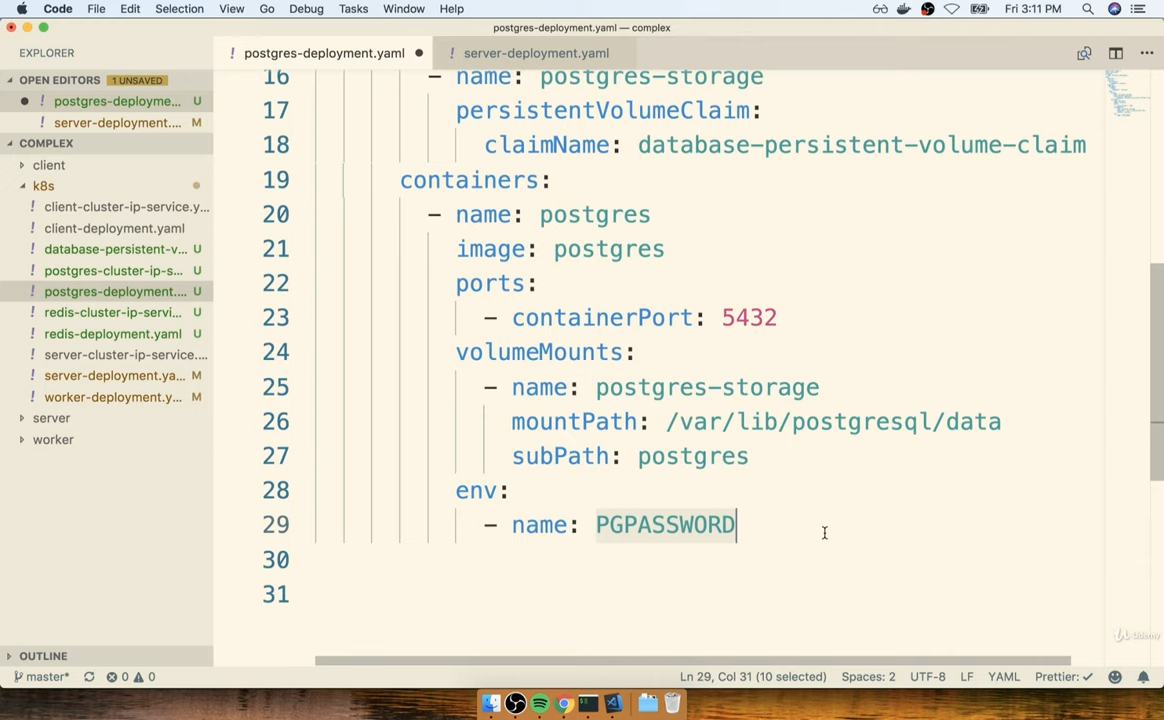 Code File Edit Selection View Go Debug Tasks Window Help Fri 3:11 PM
postgres-deployment.yaml — complex
EXPLORER
! postgres-deployment.yaml ●
! server-deployment.yaml
OPEN EDITORS 1 UNSAVED
● ! postgres-deployme... U
! server-deployment.... M
COMPLEX
client
k8s
! client-cluster-ip-service.y...
! client-deployment.yaml
! database-persistent-v... U
! postgres-cluster-ip-s... U
! postgres-deployment.... U
! redis-cluster-ip-servi... U
! redis-deployment.yaml U
! server-cluster-ip-service....
! server-deployment.ya... M
! worker-deployment.y... M
server
worker
OUTLINE
16 - name: postgres-storage
17 persistentVolumeClaim:
18 claimName: database-persistent-volume-claim
19 containers:
20 - name: postgres
21 image: postgres
22 ports:
23 - containerPort: 5432
24 volumeMounts:
25 - name: postgres-storage
26 mountPath: /var/lib/postgresql/data
27 subPath: postgres
28 env:
29 - name: PGPASSWORD
30
31
Udemy
master* 0 0 Ln 29, Col 31 (10 selected) Spaces: 2 UTF-8 LF YAML Prettier: ✓